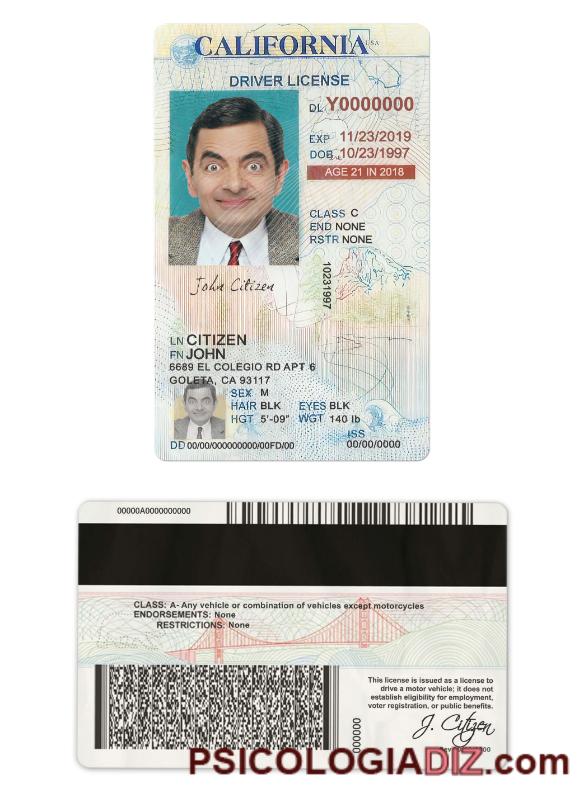 CALIFORNIA USA
DRIVER LICENSE
DL Y0000000
EXP 11/23/2019
DOB 10/23/1997
AGE 21 IN 2018
CLASS C
END NONE
RSTR NONE
10231997
John Citizen
LN CITIZEN
FN JOHN
6689 EL COLEGIO RD APT 6
GOLETA, CA 93117
SEX M
HAIR BLK EYES BLK
HGT 5'-09" WGT 140 lb
ISS
DD 00/00/000000000/00FD/00 00/00/0000
00000A0000000000
CLASS: A- Any vehicle or combination of vehicles except motorcycles
ENDORSEMENTS: None
RESTRICTIONS: None
This license is issued as a license to
drive a motor vehicle; it does not
establish eligibility for employment,
voter registration, or public benefits.
J. Citizen
PSICOLOGIADIZ.com